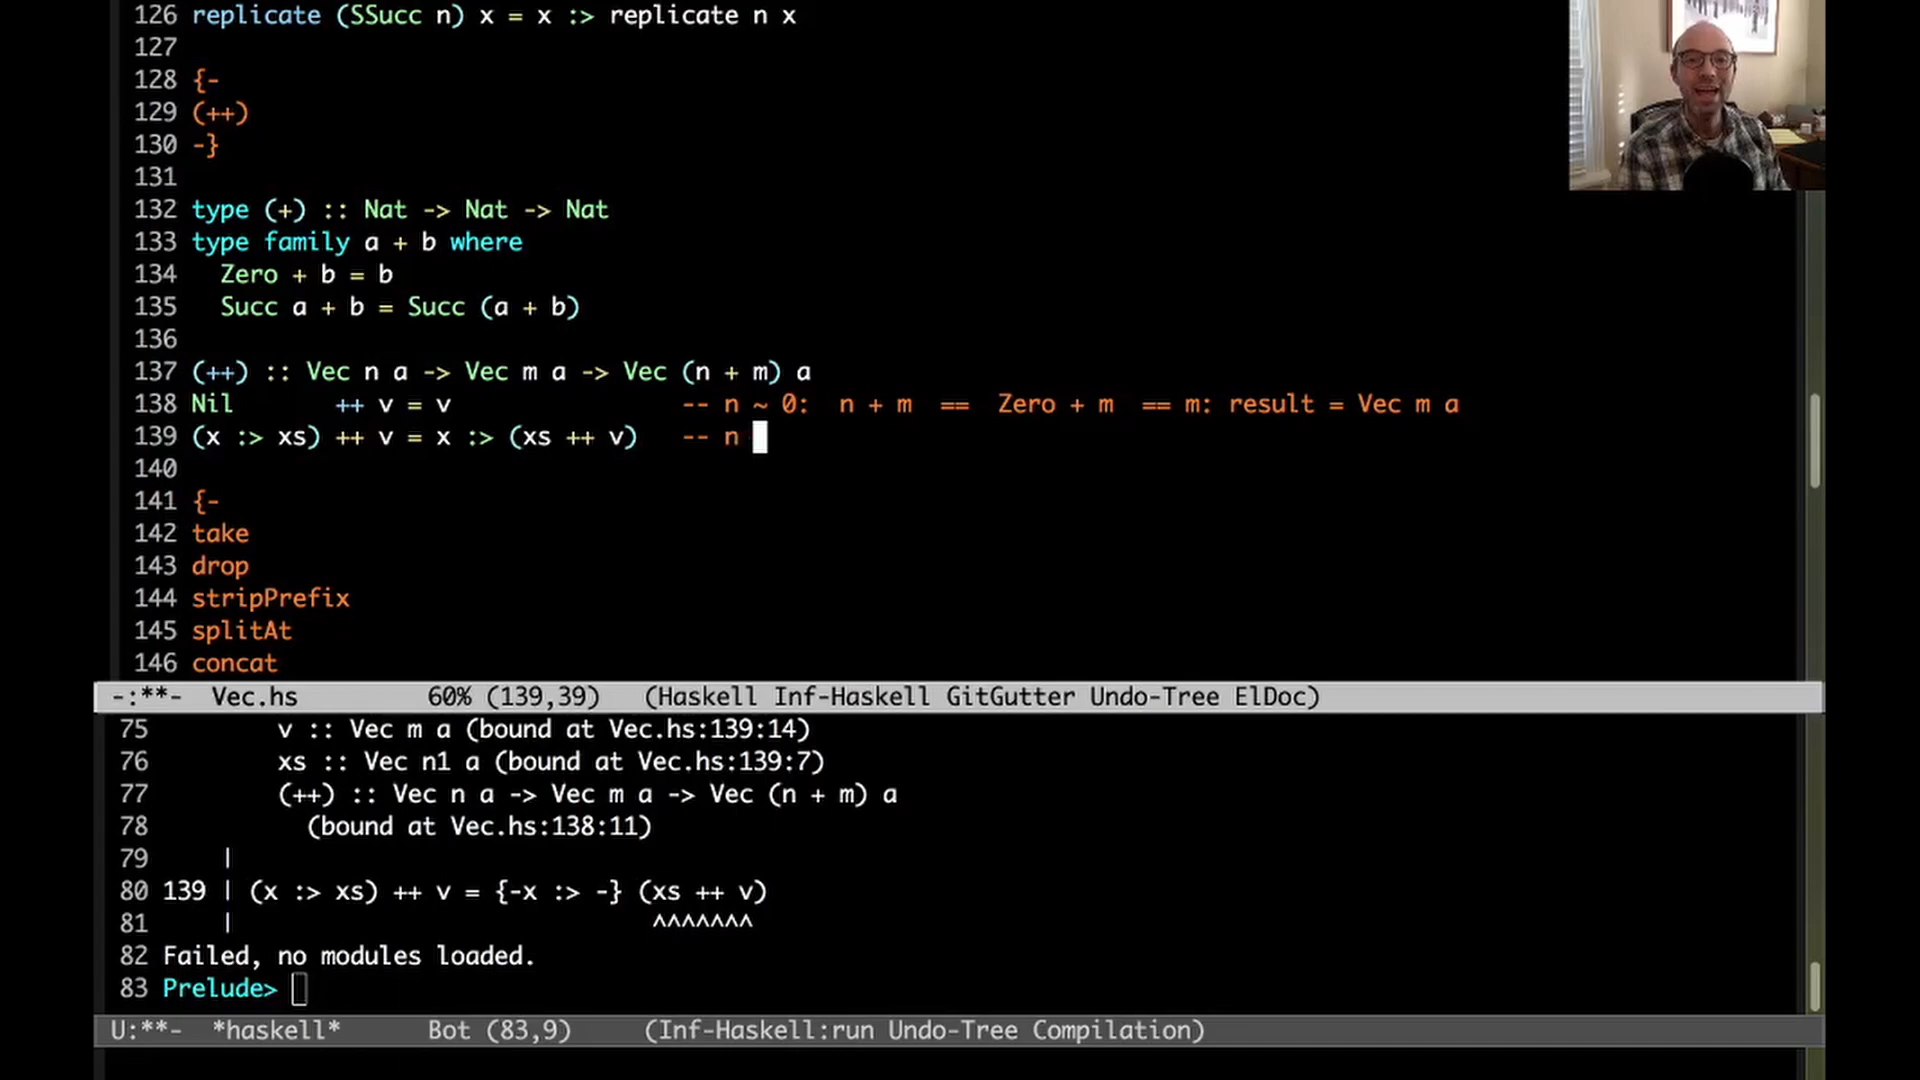 126 replicate (SSucc n) x = x :> replicate n x
127
128 {-
129 (++)
130 -}
131
132 type (+) :: Nat -> Nat -> Nat
133 type family a + b where
134   Zero + b = b
135   Succ a + b = Succ (a + b)
136
137 (++) :: Vec n a -> Vec m a -> Vec (n + m) a
138 Nil       ++ v = v                -- n ~ 0:  n + m  ==  Zero + m  == m: result = Vec m a
139 (x :> xs) ++ v = x :> (xs ++ v)   -- n
140
141 {-
142 take
143 drop
144 stripPrefix
145 splitAt
146 concat
-:**-  Vec.hs         60% (139,39)   (Haskell Inf-Haskell GitGutter Undo-Tree ElDoc)
75         v :: Vec m a (bound at Vec.hs:139:14)
76         xs :: Vec n1 a (bound at Vec.hs:139:7)
77         (++) :: Vec n a -> Vec m a -> Vec (n + m) a
78           (bound at Vec.hs:138:11)
79     |
80 139 | (x :> xs) ++ v = {-x :> -} (xs ++ v)
81     |                             ^^^^^^^
82 Failed, no modules loaded.
83 Prelude>
U:**-  *haskell*      Bot (83,9)     (Inf-Haskell:run Undo-Tree Compilation)